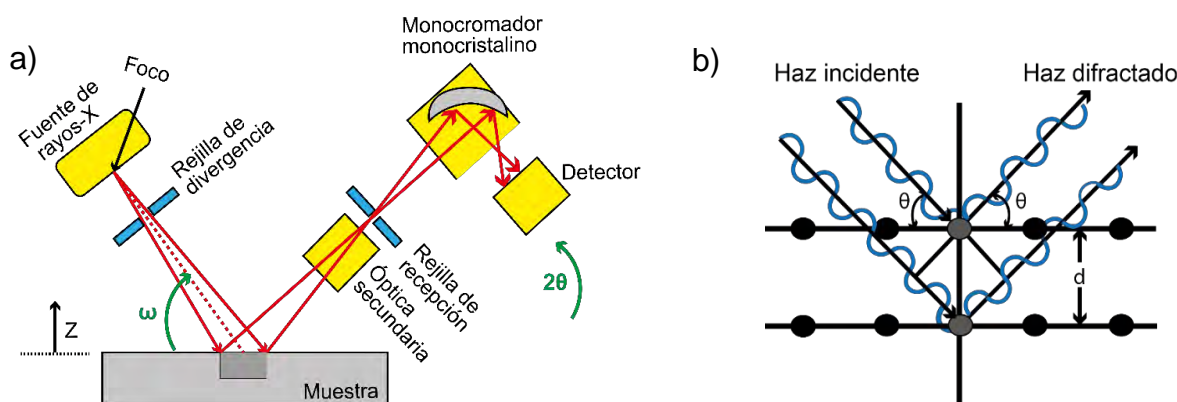 a)
Foco
Fuente de
rayos-X
Rejilla de
divergencia
Monocromador
monocristalino
Detector
Rejilla de
recepción
Óptica
secundaria
2θ
ω
Z
Muestra
b)
Haz incidente
Haz difractado
θ
θ
d